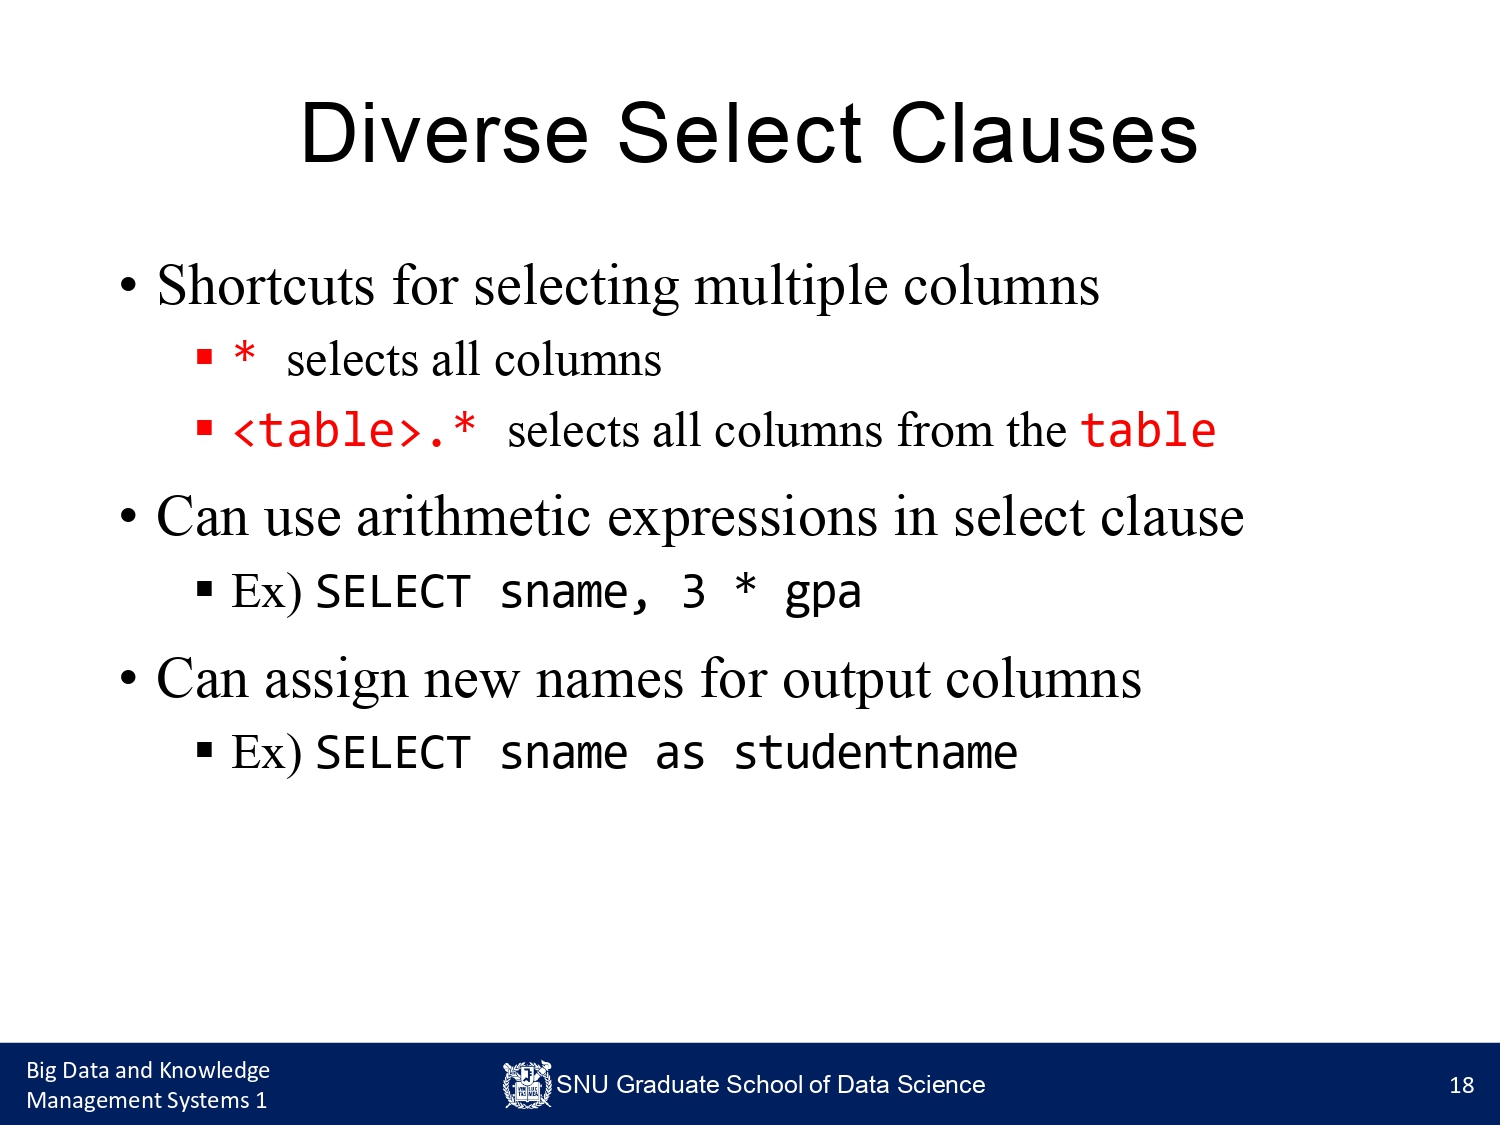 Diverse Select Clauses
• Shortcuts for selecting multiple columns
▪ * selects all columns
▪ <table>.* selects all columns from the table
• Can use arithmetic expressions in select clause
▪ Ex) SELECT sname, 3 * gpa
• Can assign new names for output columns
▪ Ex) SELECT sname as studentname
Big Data and Knowledge
Management Systems 1
SNU Graduate School of Data Science
18